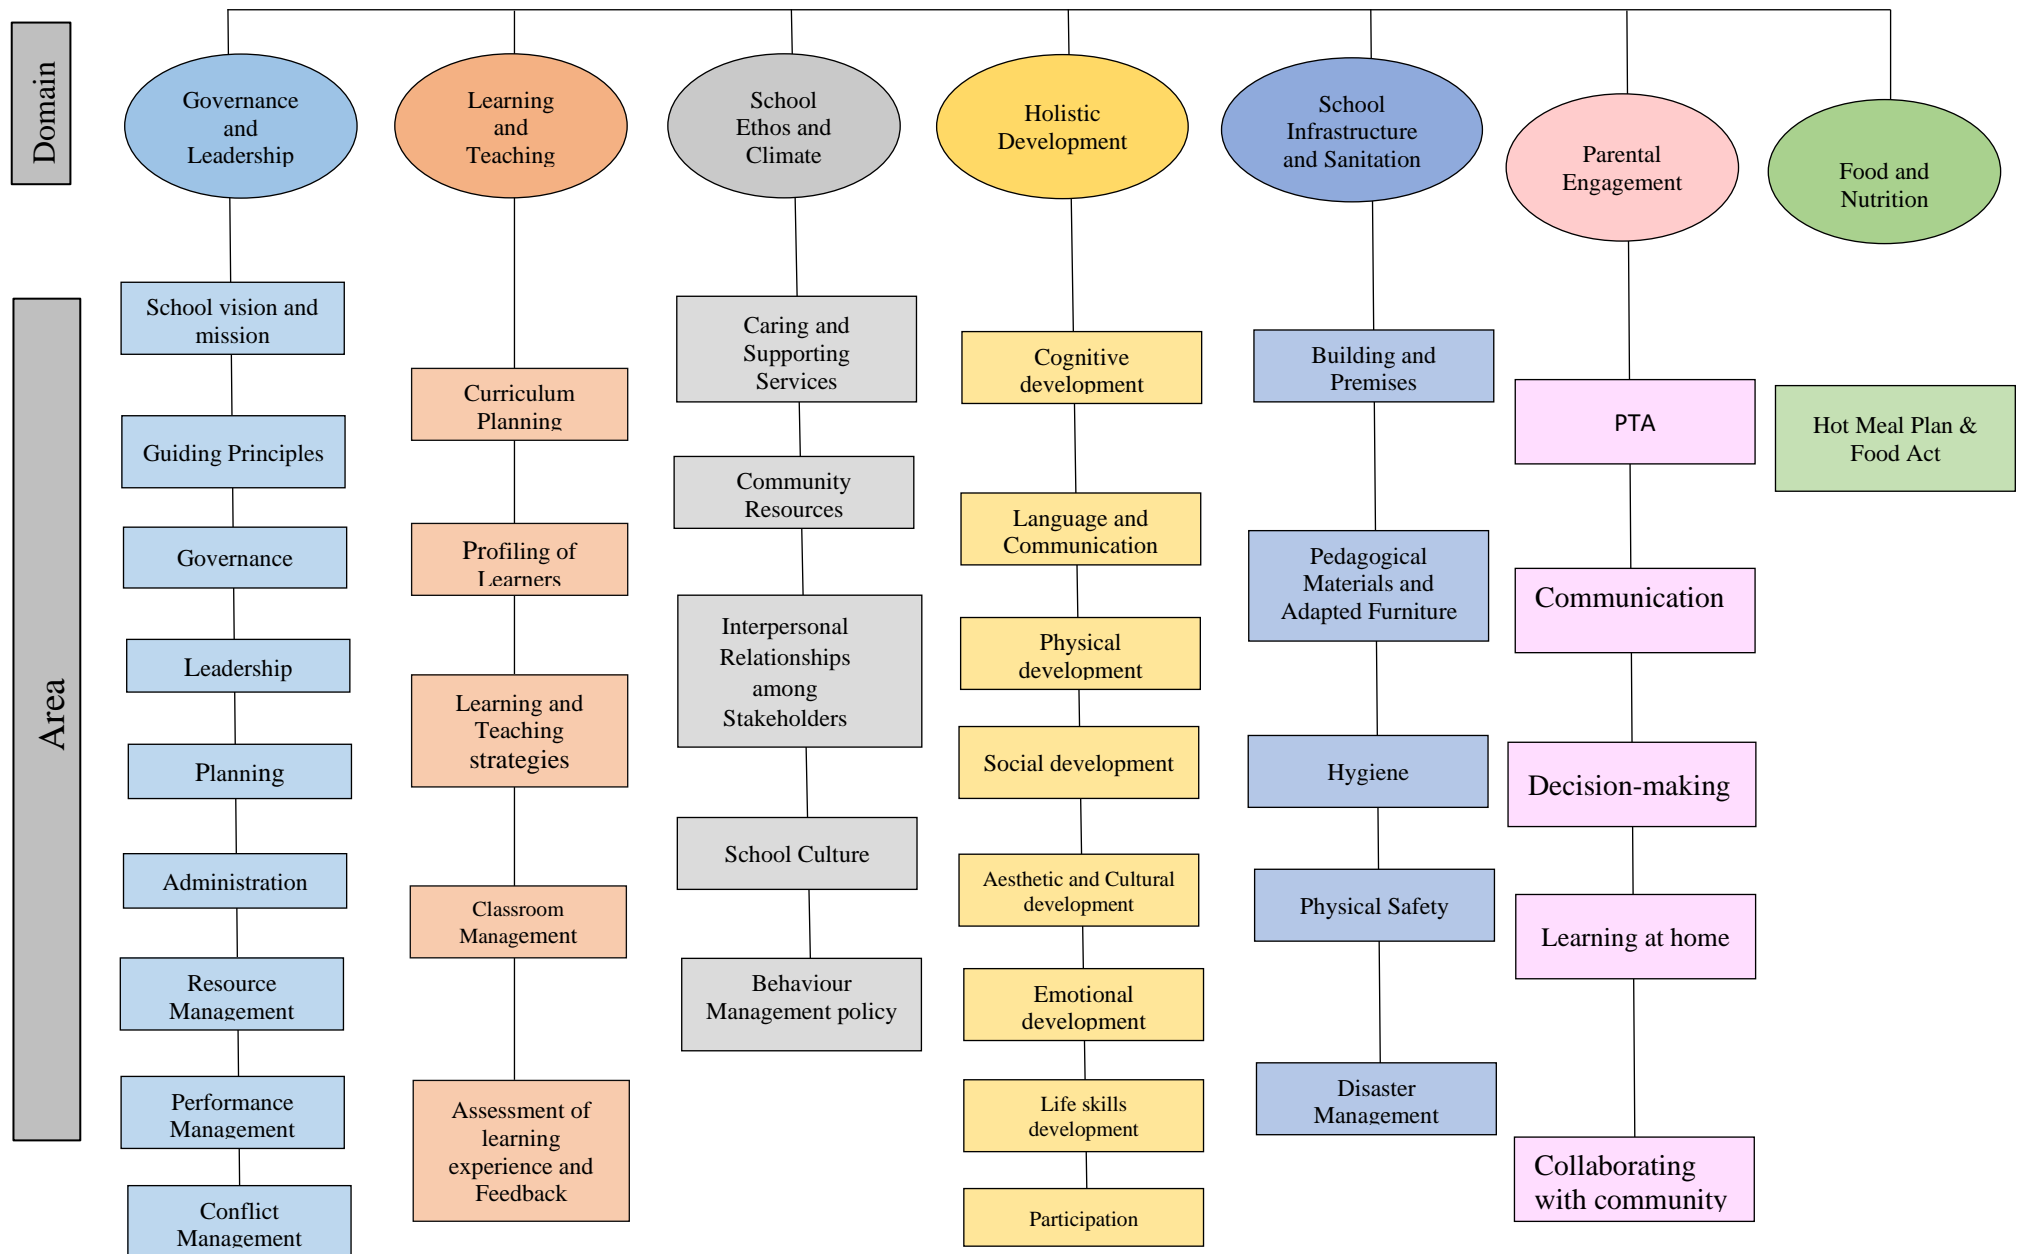 Domain
Governance
and
Leadership
Learning
and
Teaching
School
Ethos and
Climate
Holistic
Development
School
Infrastructure
and Sanitation
Parental
Engagement
Food and
Nutrition
Area
School vision and
mission
Guiding Principles
Governance
Leadership
Planning
Administration
Resource
Management
Performance
Management
Conflict
Management
Curriculum
Planning
Profiling of
Learners
Learning and
Teaching
strategies
Classroom
Management
Assessment of
learning
experience and
Feedback
Caring and
Supporting
Services
Community
Resources
Interpersonal
Relationships
among
Stakeholders
School Culture
Behaviour
Management policy
Cognitive
development
Language and
Communication
Physical
development
Social development
Aesthetic and Cultural
development
Emotional
development
Life skills
development
Participation
Building and
Premises
Pedagogical
Materials and
Adapted Furniture
Hygiene
Physical Safety
Disaster
Management
PTA
Communication
Decision-making
Learning at home
Collaborating
with community
Hot Meal Plan &
Food Act